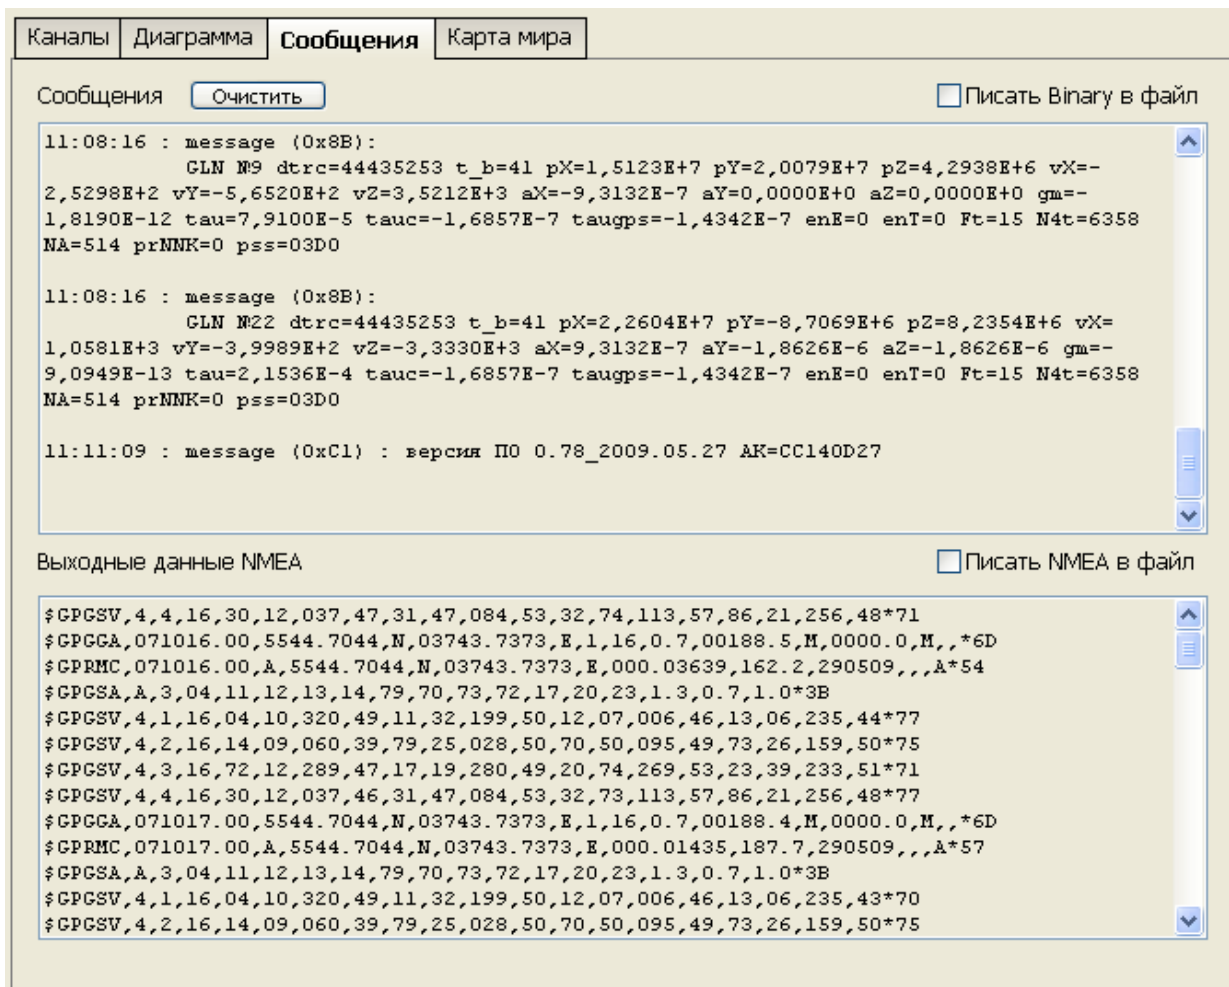 Каналы Диаграмма Сообщения Карта мира
Сообщения Очистить Писать Binary в файл
11:08:16 : message (0x8B):
GLN №9 dtrc=44435253 t_b=41 pX=1,5123E+7 pY=2,0079E+7 pZ=4,2938E+6 vX=-
2,5298E+2 vY=-5,6520E+2 vZ=3,5212E+3 aX=-9,3132E-7 aY=0,0000E+0 aZ=0,0000E+0 gm=-
1,8190E-12 tau=7,9100E-5 tauc=-1,6857E-7 taugps=-1,4342E-7 enE=0 enT=0 Ft=15 N4t=6358
NA=514 prNNK=0 pss=03D0
11:08:16 : message (0x8B):
GLN №22 dtrc=44435253 t_b=41 pX=2,2604E+7 pY=-8,7069E+6 pZ=8,2354E+6 vX=
1,0581E+3 vY=-3,9989E+2 vZ=-3,3330E+3 aX=9,3132E-7 aY=-1,8626E-6 aZ=-1,8626E-6 gm=-
9,0949E-13 tau=2,1536E-4 tauc=-1,6857E-7 taugps=-1,4342E-7 enE=0 enT=0 Ft=15 N4t=6358
NA=514 prNNK=0 pss=03D0
11:11:09 : message (0xC1) : версия ПО 0.78_2009.05.27 AK=CC140D27
Выходные данные NMEA Писать NMEA в файл
$GPGSV,4,4,16,30,12,037,47,31,47,084,53,32,74,113,57,86,21,256,48*71
$GPGGA,071016.00,5544.7044,N,03743.7373,E,1,16,0.7,00188.5,M,0000.0,M,,*6D
$GPRMC,071016.00,A,5544.7044,N,03743.7373,E,000.03639,162.2,290509,,,A*54
$GPGSA,A,3,04,11,12,13,14,79,70,73,72,17,20,23,1.3,0.7,1.0*3B
$GPGSV,4,1,16,04,10,320,49,11,32,199,50,12,07,006,46,13,06,235,44*77
$GPGSV,4,2,16,14,09,060,39,79,25,028,50,70,50,095,49,73,26,159,50*75
$GPGSV,4,3,16,72,12,289,47,17,19,280,49,20,74,269,53,23,39,233,51*71
$GPGSV,4,4,16,30,12,037,46,31,47,084,53,32,73,113,57,86,21,256,48*77
$GPGGA,071017.00,5544.7044,N,03743.7373,E,1,16,0.7,00188.4,M,0000.0,M,,*6D
$GPRMC,071017.00,A,5544.7044,N,03743.7373,E,000.01435,187.7,290509,,,A*57
$GPGSA,A,3,04,11,12,13,14,79,70,73,72,17,20,23,1.3,0.7,1.0*3B
$GPGSV,4,1,16,04,10,320,49,11,32,199,50,12,07,006,46,13,06,235,43*70
$GPGSV,4,2,16,14,09,060,39,79,25,028,50,70,50,095,49,73,26,159,50*75